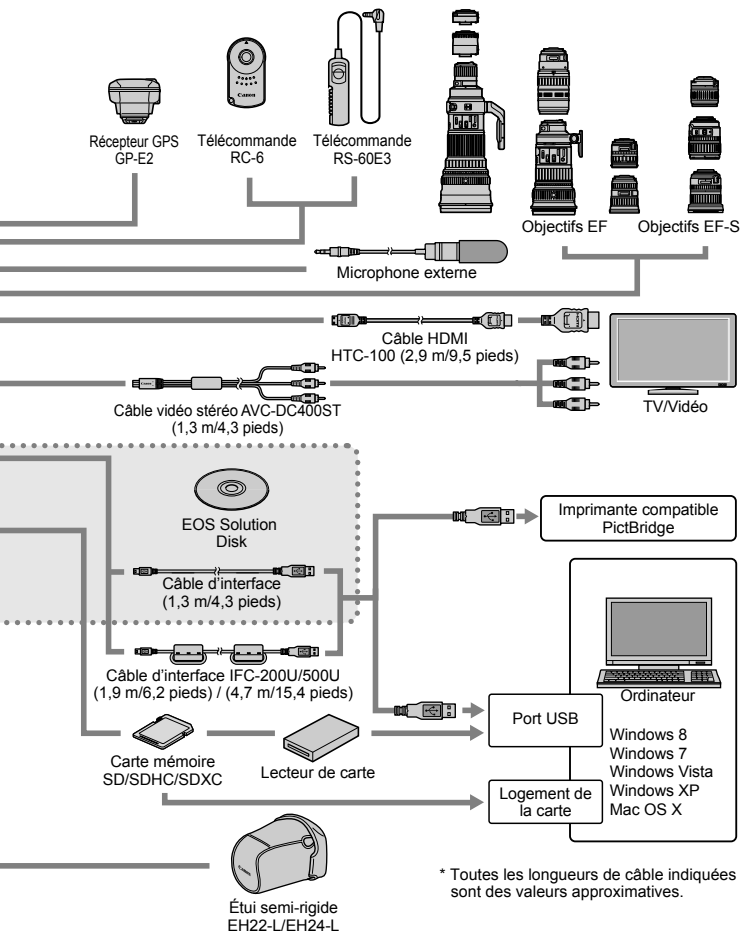 Canon
Récepteur GPS
GP-E2
Télécommande
RC-6
Télécommande
RS-60E3
Objectifs EF
Objectifs EF-S
Microphone externe
Câble HDMI
HTC-100 (2,9 m/9,5 pieds)
Câble vidéo stéréo AVC-DC400ST
(1,3 m/4,3 pieds)
TV/Vidéo
EOS Solution
Disk
Câble d'interface
(1,3 m/4,3 pieds)
Imprimante compatible
PictBridge
Câble d'interface IFC-200U/500U
(1,9 m/6,2 pieds) / (4,7 m/15,4 pieds)
Ordinateur
Port USB
Windows 8
Windows 7
Windows Vista
Windows XP
Mac OS X
Carte mémoire
SD/SDHC/SDXC
Lecteur de carte
Logement de
la carte
Étui semi-rigide
EH22-L/EH24-L
* Toutes les longueurs de câble indiquées
sont des valeurs approximatives.